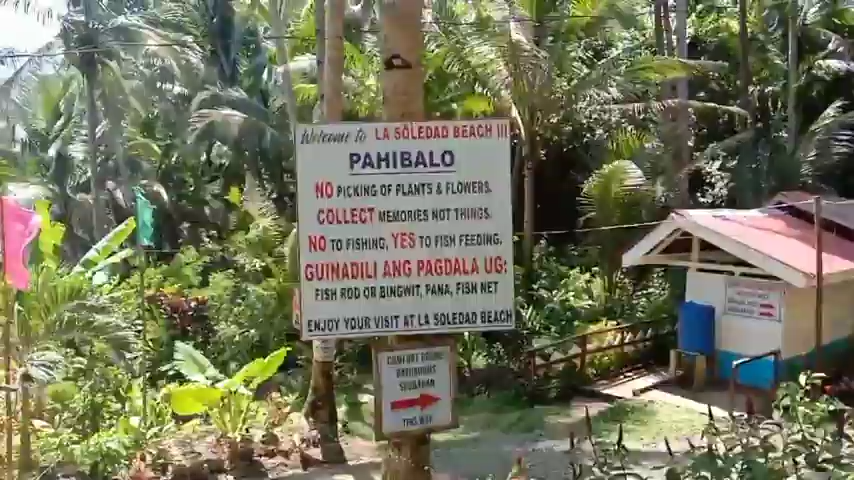 Welcome to LA SOLEDAD BEACH !!!
PAHIBALO
NO PICKING OF PLANTS & FLOWERS.
COLLECT MEMORIES NOT THINGS.
NO TO FISHING, YES TO FISH FEEDING.
GUINADILI ANG PAGDALA UG:
FISH ROD OR BINGWIT, PANA, FISH NET
ENJOY YOUR VISIT AT LA SOLEDAD BEACH
COMFORT ROOMS
THIS WAY